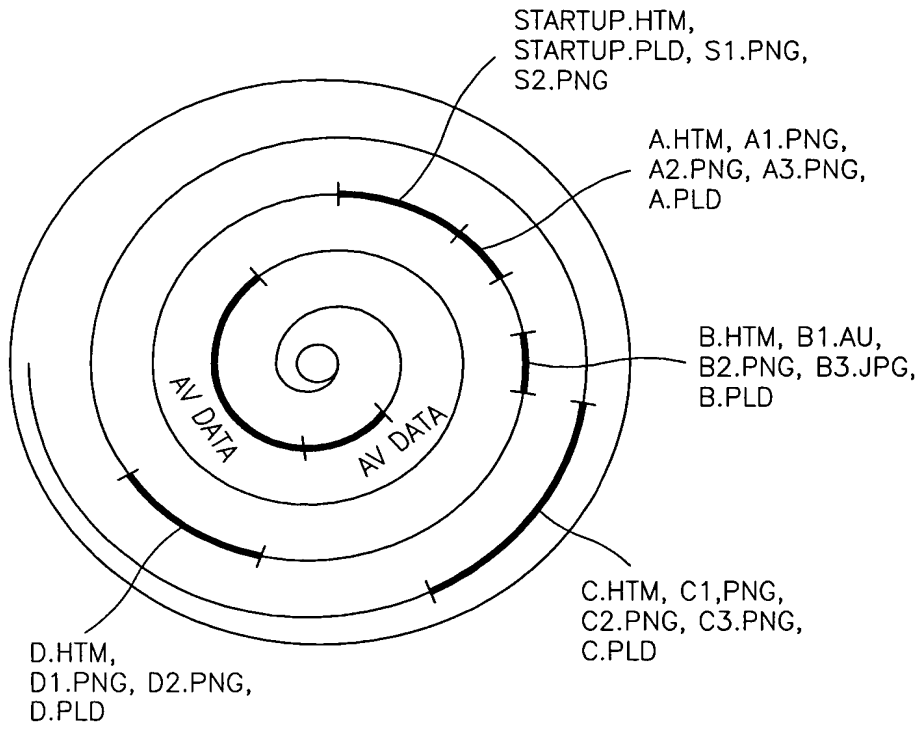 STARTUP.HTM,
STARTUP.PLD, S1.PNG,
S2.PNG
A.HTM, A1.PNG,
A2.PNG, A3.PNG,
A.PLD
B.HTM, B1.AU,
B2.PNG, B3.JPG,
B.PLD
AV DATA
AV DATA
C.HTM, C1,PNG,
C2.PNG, C3.PNG,
C.PLD
D.HTM,
D1.PNG, D2.PNG,
D.PLD